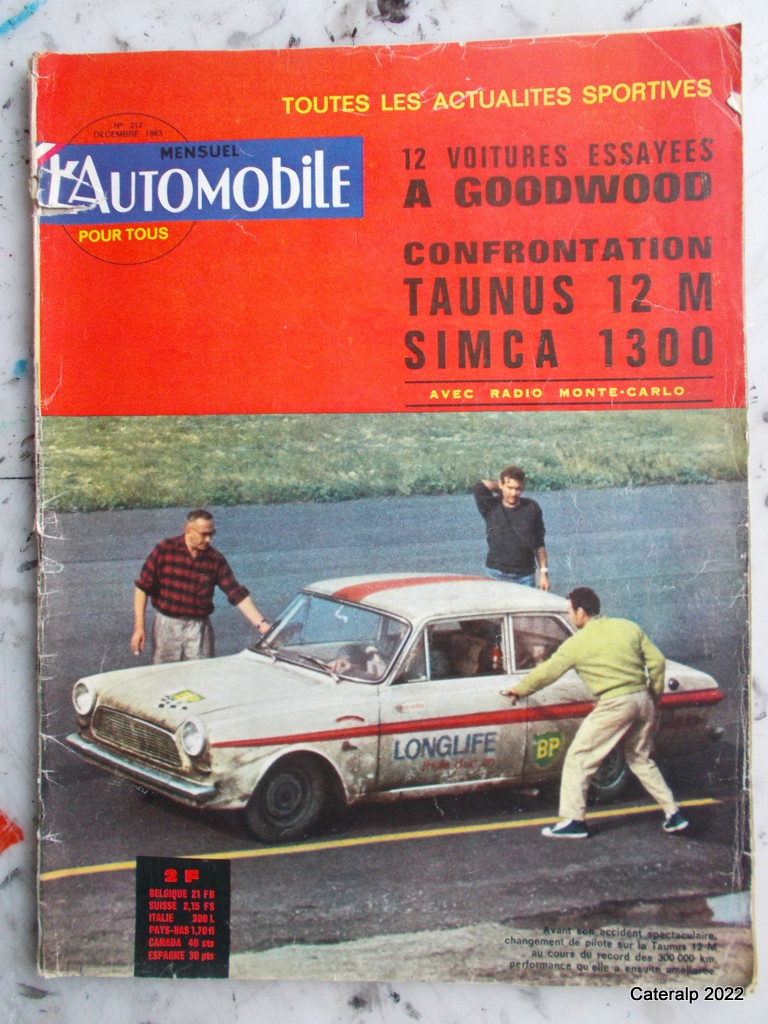 TOUTES LES ACTUALITES SPORTIVES
N° 212
DECEMBRE 1963
MENSUEL
L'AUTOMObiLE
POUR TOUS
12 VOITURES ESSAYEES
A GOODWOOD
CONFRONTATION
TAUNUS 12 M
SIMCA 1300
AVEC RADIO MONTE-CARLO
LONGLIFE
BP
2 F
BELGIQUE 21 FB
SUISSE 2,15 FS
ITALIE 300 L
PAYS-BAS 1,70 fl
CANADA 40 cts
ESPAGNE 30 pts
Avant son accident spectaculaire,
changement de pilote sur la Taunus 12 M
au cours du record des 300 000 km,
performance qu'elle a ensuite améliorée
Cateralp 2022